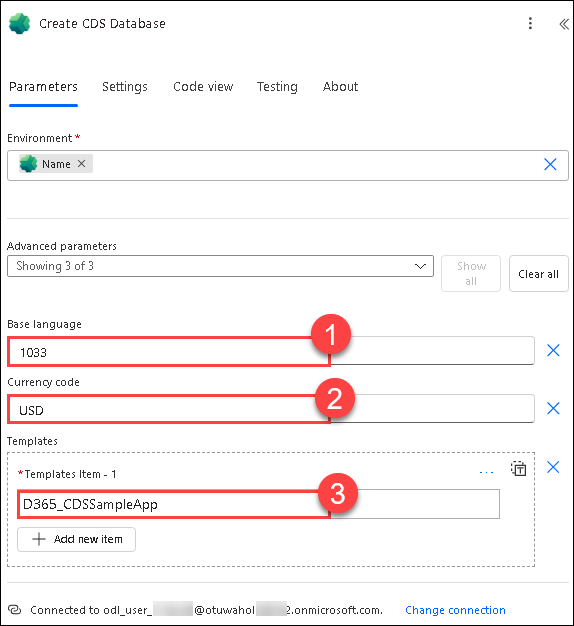 Create CDS Database
Parameters Settings Code view Testing About
Environment *
Name
Advanced parameters
Showing 3 of 3
Show all
Clear all
Base language
1
1033
Currency code
2
USD
Templates
*Templates Item - 1
3
D365_CDSSampleApp
Add new item
Connected to odl_user_ @otuwahol 2.onmicrosoft.com. Change connection